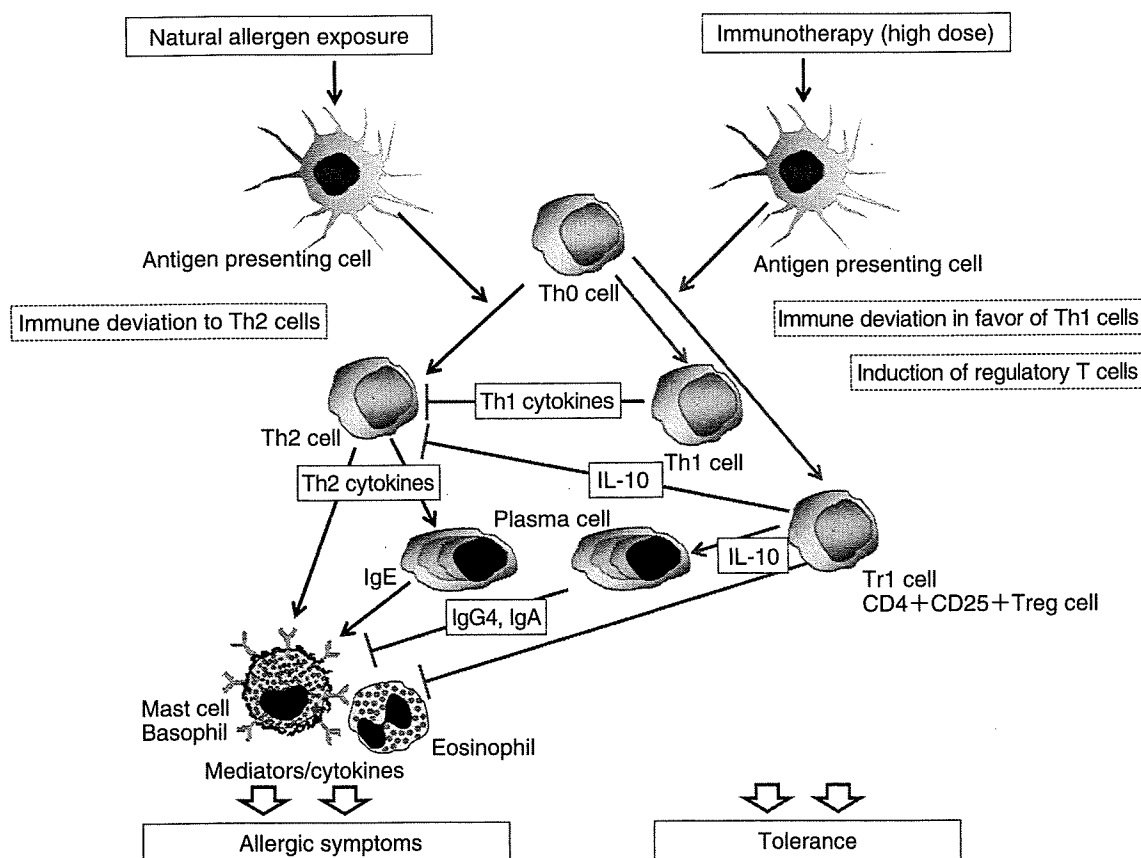 Natural allergen exposure
Immunotherapy (high dose)
Antigen presenting cell
Th0 cell
Antigen presenting cell
Immune deviation to Th2 cells
Immune deviation in favor of Th1 cells
Induction of regulatory T cells
Th1 cytokines
Th2 cell
Th1 cell
Th2 cytokines
IL-10
Plasma cell
IL-10
IgE
Tr1 cell
CD4+CD25+Treg cell
IgG4, IgA
Mast cell
Basophil
Eosinophil
Mediators/cytokines
Allergic symptoms
Tolerance